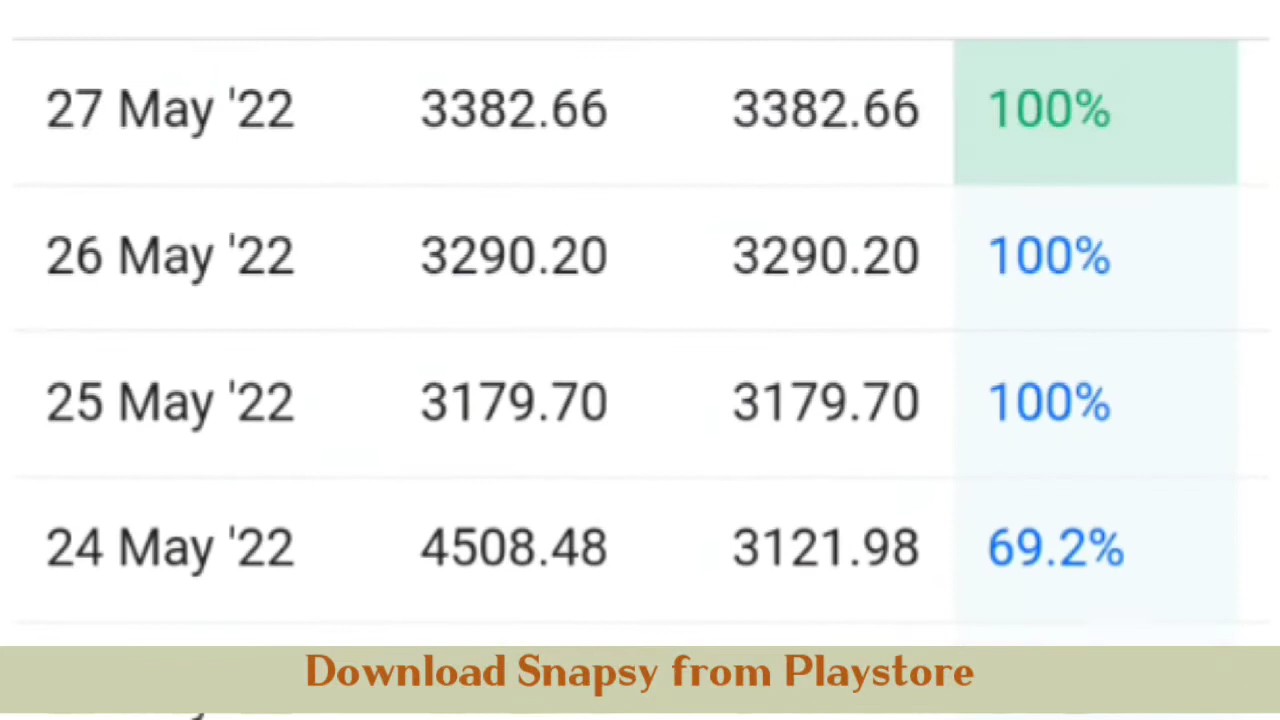 27 May '22 3382.66 3382.66 100%
26 May '22 3290.20 3290.20 100%
25 May '22 3179.70 3179.70 100%
24 May '22 4508.48 3121.98 69.2%
Download Snapsy from Playstore